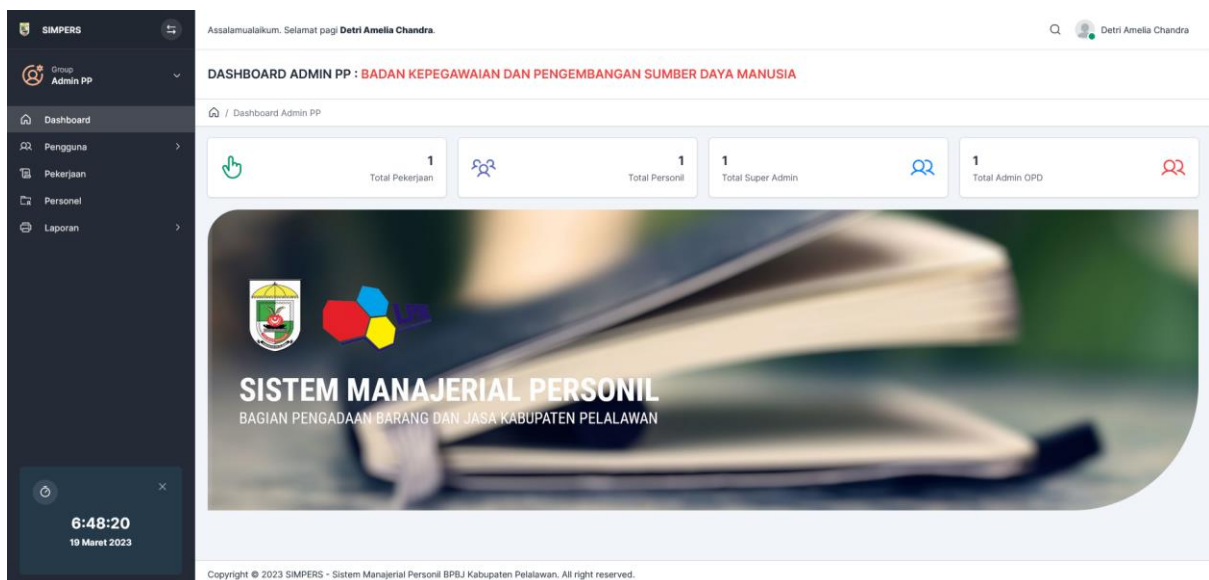 SIMPERS
Group
Admin PP
Dashboard
Pengguna
Pekerjaan
Personel
Laporan
6:48:20
19 Maret 2023
Assalamualaikum. Selamat pagi Detri Amelia Chandra.
Detri Amelia Chandra
DASHBOARD ADMIN PP : BADAN KEPEGAWAIAN DAN PENGEMBANGAN SUMBER DAYA MANUSIA
/ Dashboard Admin PP
1
Total Pekerjaan
1
Total Personil
1
Total Super Admin
1
Total Admin OPD
SISTEM MANAJERIAL PERSONIL
BAGIAN PENGADAAN BARANG DAN JASA KABUPATEN PELALAWAN
Copyright © 2023 SIMPERS - Sistem Manajerial Personil BPBJ Kabupaten Pelalawan. All right reserved.